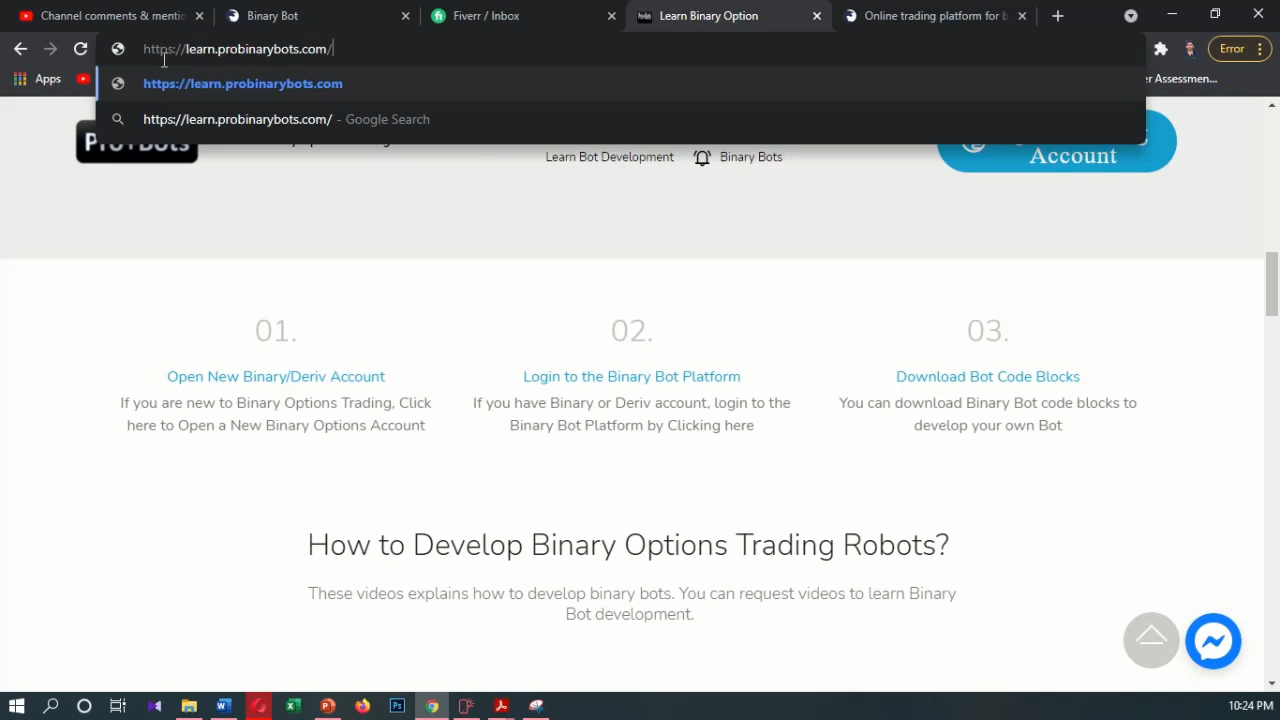 Channel comments & mentio
Binary Bot
Fiverr / Inbox
Learn Binary Option
Online trading platform for b
https://learn.probinarybots.com/
Error
Apps
https://learn.probinarybots.com
er Assessmen...
https://learn.probinarybots.com/ - Google Search
Learn Bot Development
Binary Bots
Account
01.
02.
03.
Open New Binary/Deriv Account
Login to the Binary Bot Platform
Download Bot Code Blocks
If you are new to Binary Options Trading, Click
here to Open a New Binary Options Account
If you have Binary or Deriv account, login to the
Binary Bot Platform by Clicking here
You can download Binary Bot code blocks to
develop your own Bot
How to Develop Binary Options Trading Robots?
These videos explains how to develop binary bots. You can request videos to learn Binary
Bot development.
10:24 PM